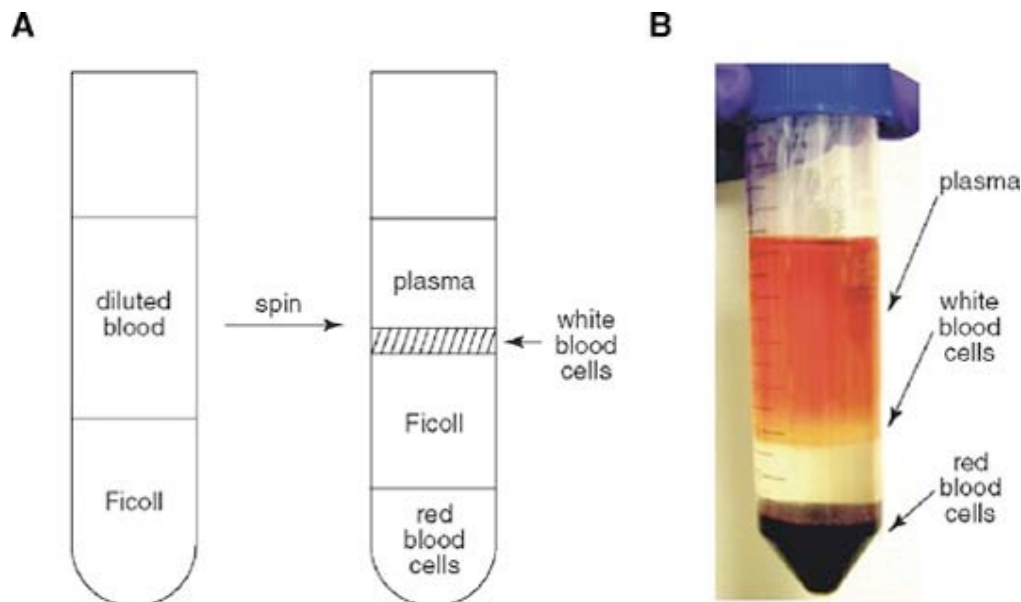 A
diluted
blood
Ficoll
spin
plasma
white
blood
cells
Ficoll
red
blood
cells
B
plasma
white
blood
cells
red
blood
cells